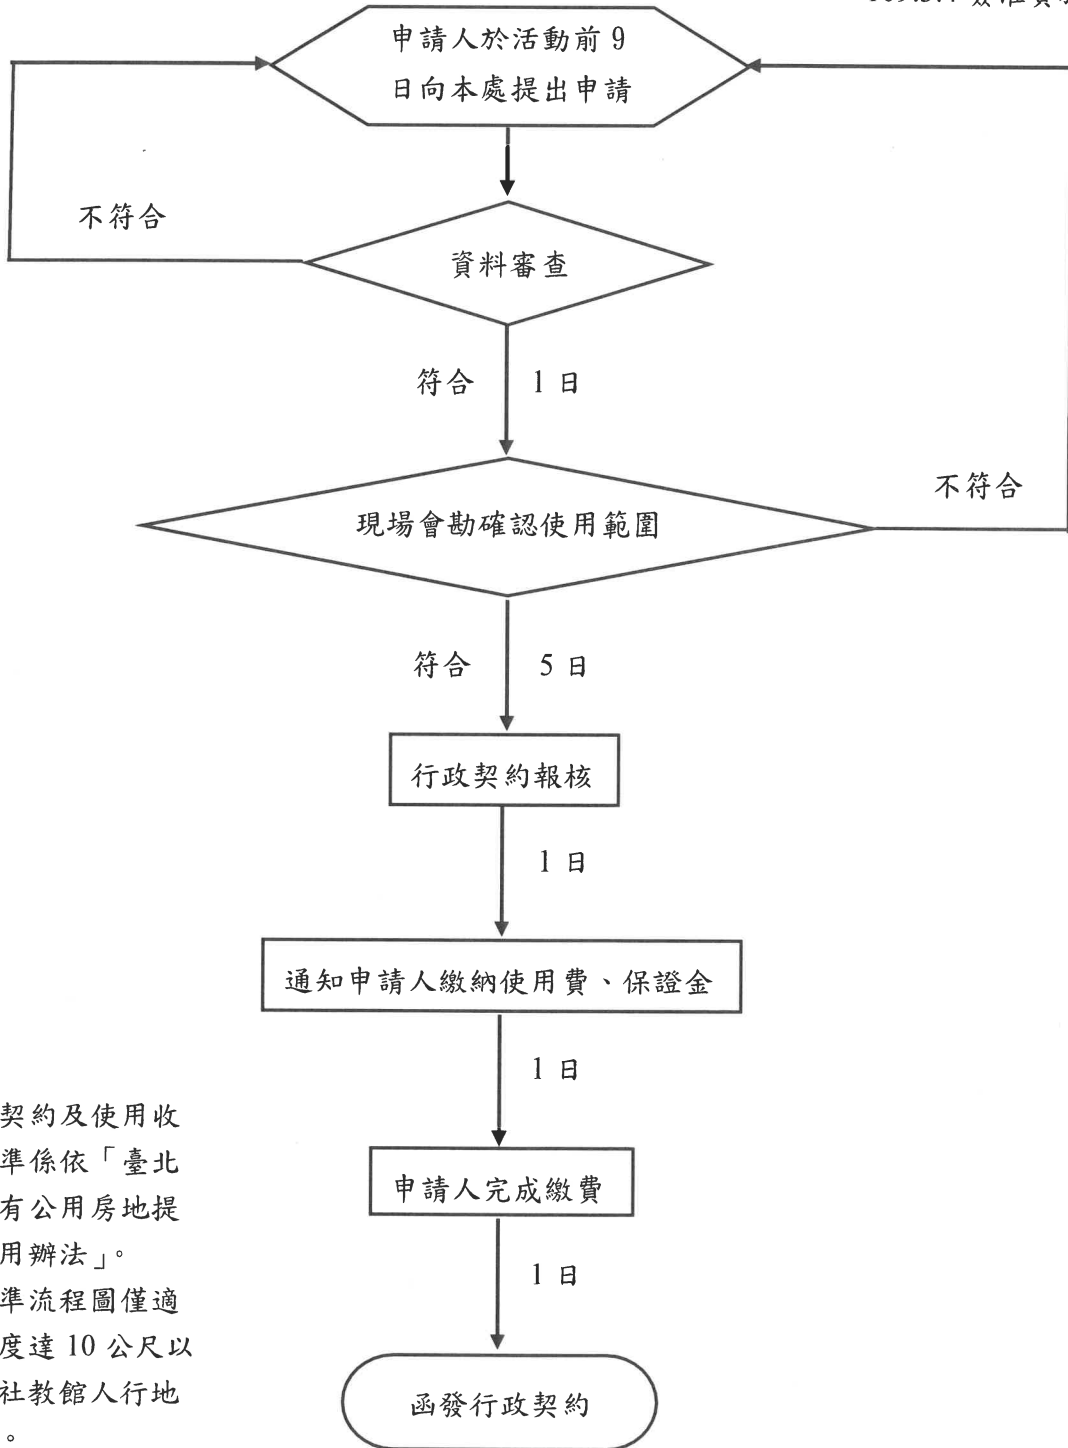 申請人於活動前 9
日向本處提出申請
不符合
資料審查
符合 1 日
不符合
現場會勘確認使用範圍
符合 5 日
行政契約報核
1 日
通知申請人繳納使用費、保證金
1 日
申請人完成繳費
1 日
函發行政契約
契約及使用收
準係依「臺北
有公用房地提
用辦法」。
準流程圖僅適
度達 10 公尺以
社教館人行地
。